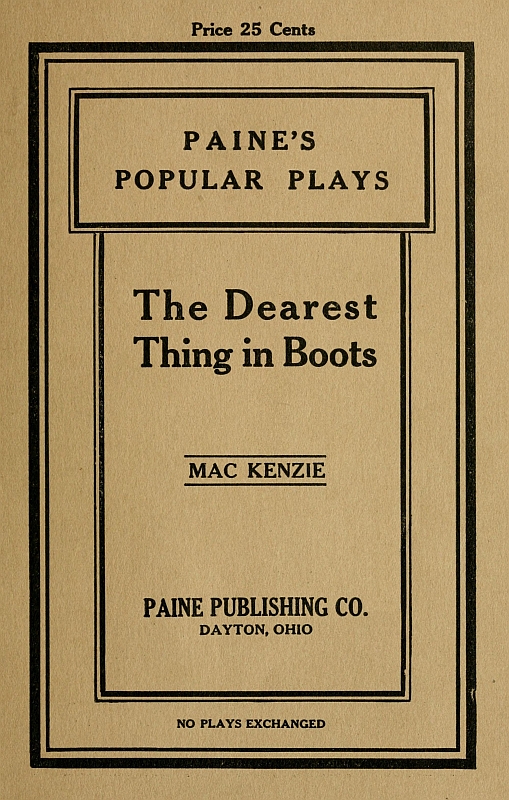 Price 25 Cents
PAINE'S
POPULAR PLAYS
The Dearest
Thing in Boots
MAC KENZIE
PAINE PUBLISHING CO.
DAYTON, OHIO
NO PLAYS EXCHANGED